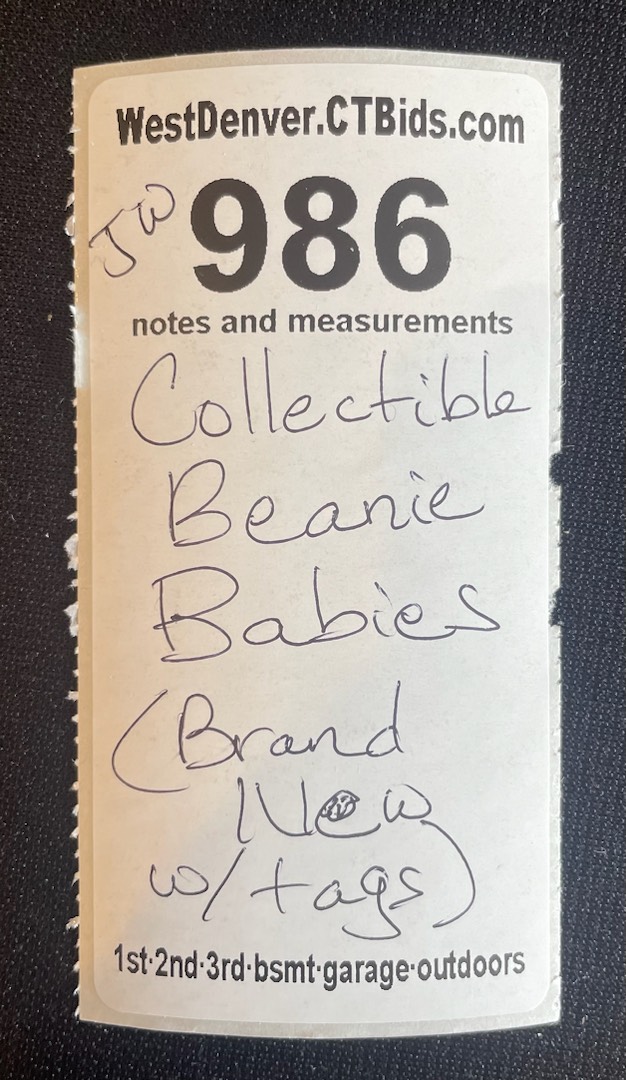 WestDenver.CTBids.com
JW 986
notes and measurements
Collectible
Beanie
Babies
(Brand
New
w/tags)
1st·2nd·3rd·bsmt·garage·outdoors